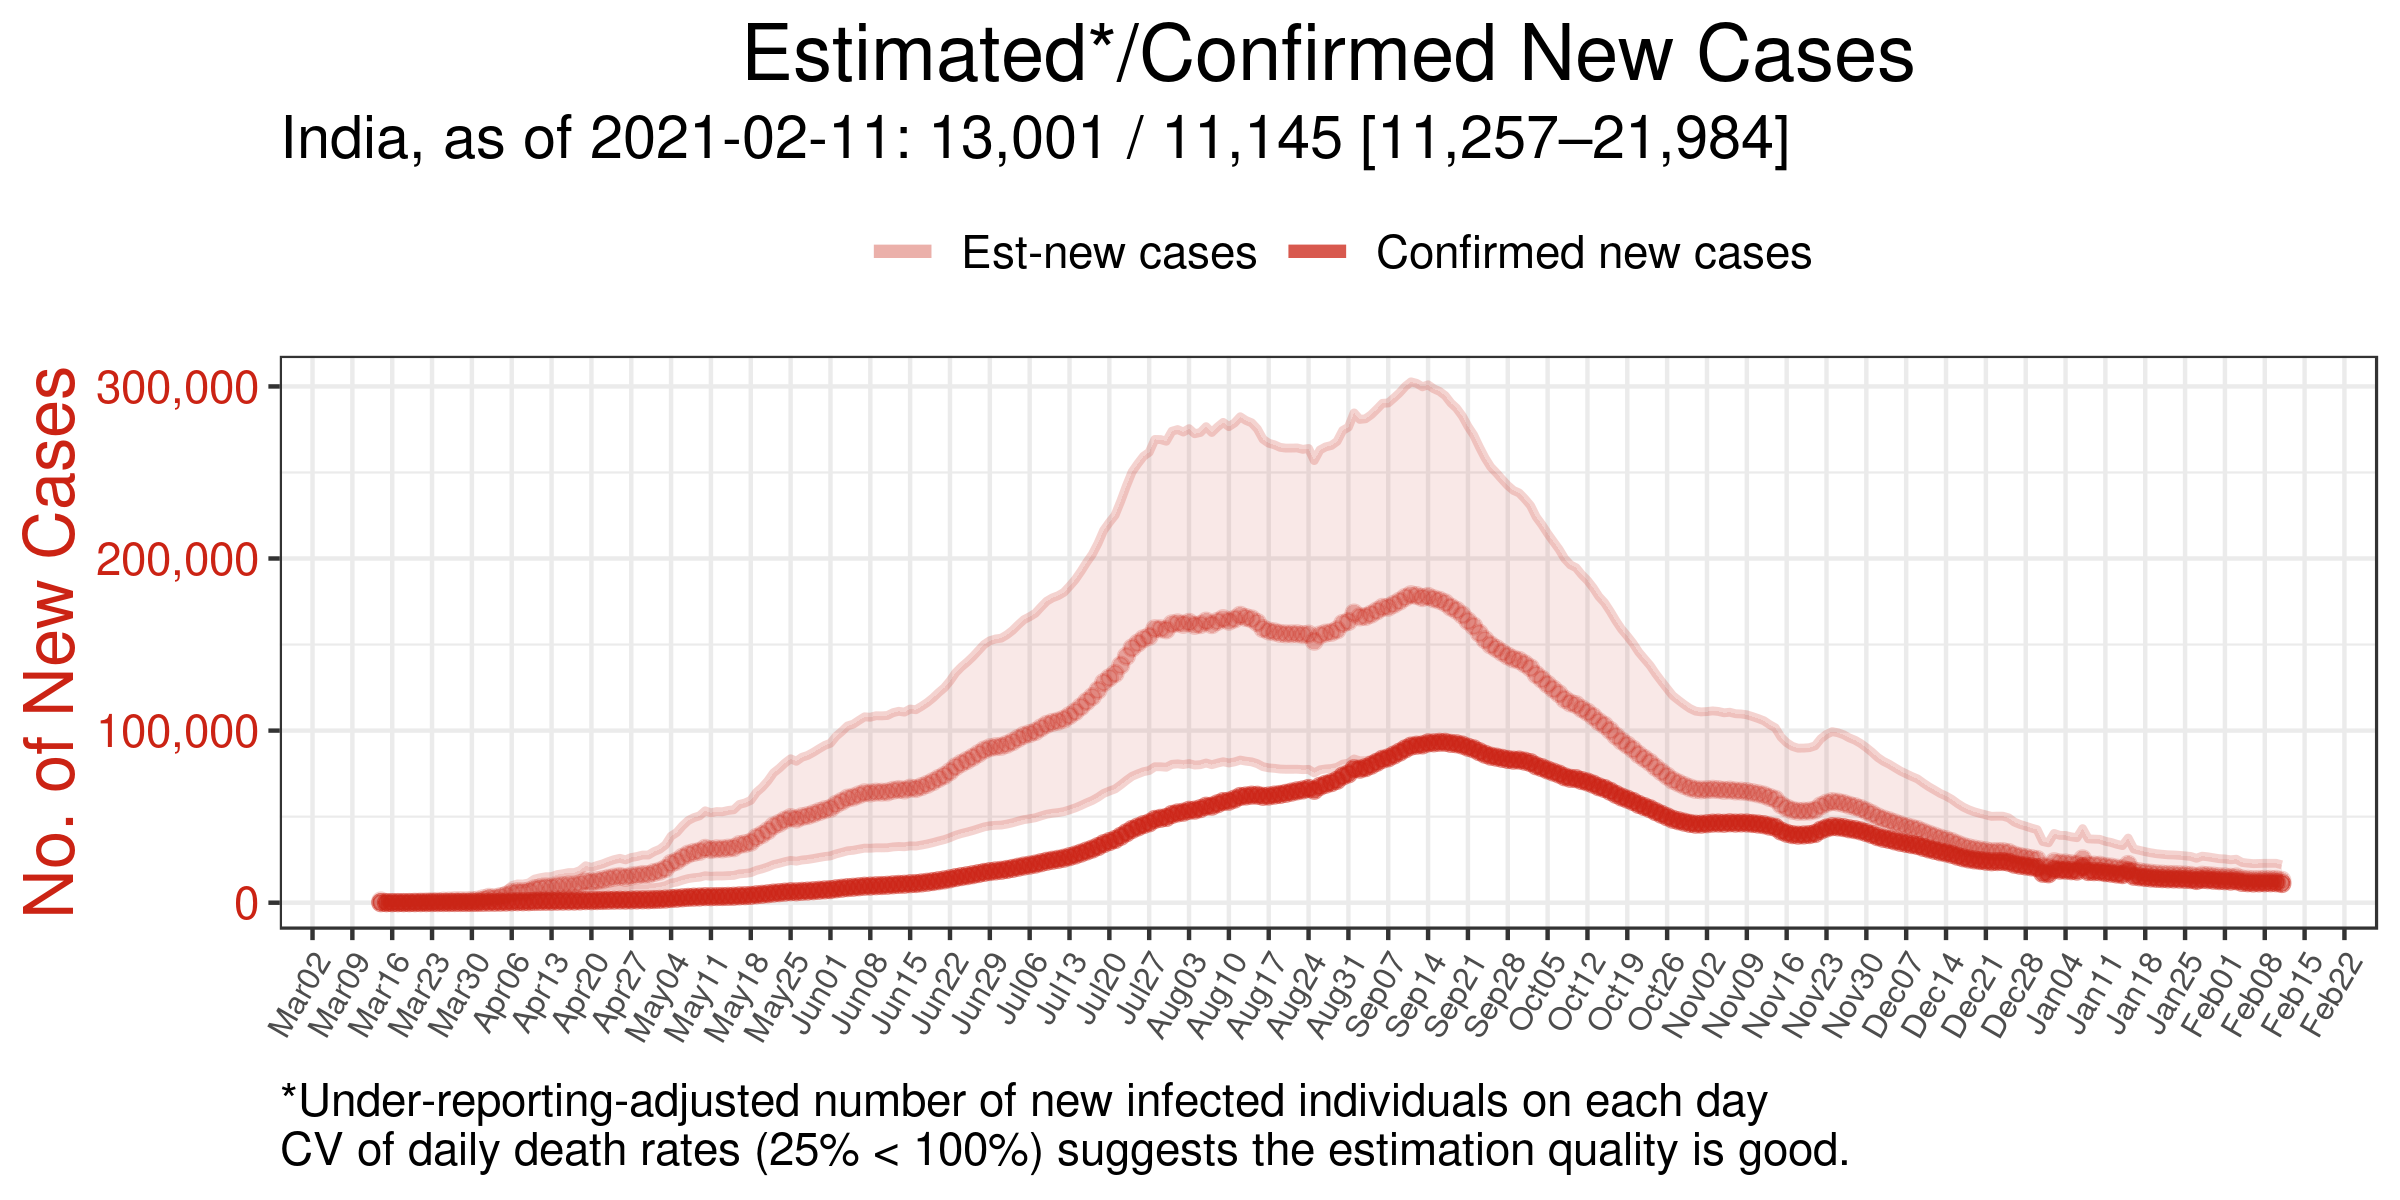 Estimated*/Confirmed New Cases
India, as of 2021-02-11: 13,001 / 11,145 [11,257–21,984]
Est-new cases Confirmed new cases
No. of New Cases
300,000
200,000
100,000
0
Mar02 Mar09 Mar16 Mar23 Mar30 Apr06 Apr13 Apr20 Apr27 May04 May11 May18 May25 Jun01 Jun08 Jun15 Jun22 Jun29 Jul06 Jul13 Jul20 Jul27 Aug03 Aug10 Aug17 Aug24 Aug31 Sep07 Sep14 Sep21 Sep28 Oct05 Oct12 Oct19 Oct26 Nov02 Nov09 Nov16 Nov23 Nov30 Dec07 Dec14 Dec21 Dec28 Jan04 Jan11 Jan18 Jan25 Feb01 Feb08 Feb15 Feb22
*Under-reporting-adjusted number of new infected individuals on each day
CV of daily death rates (25% < 100%) suggests the estimation quality is good.